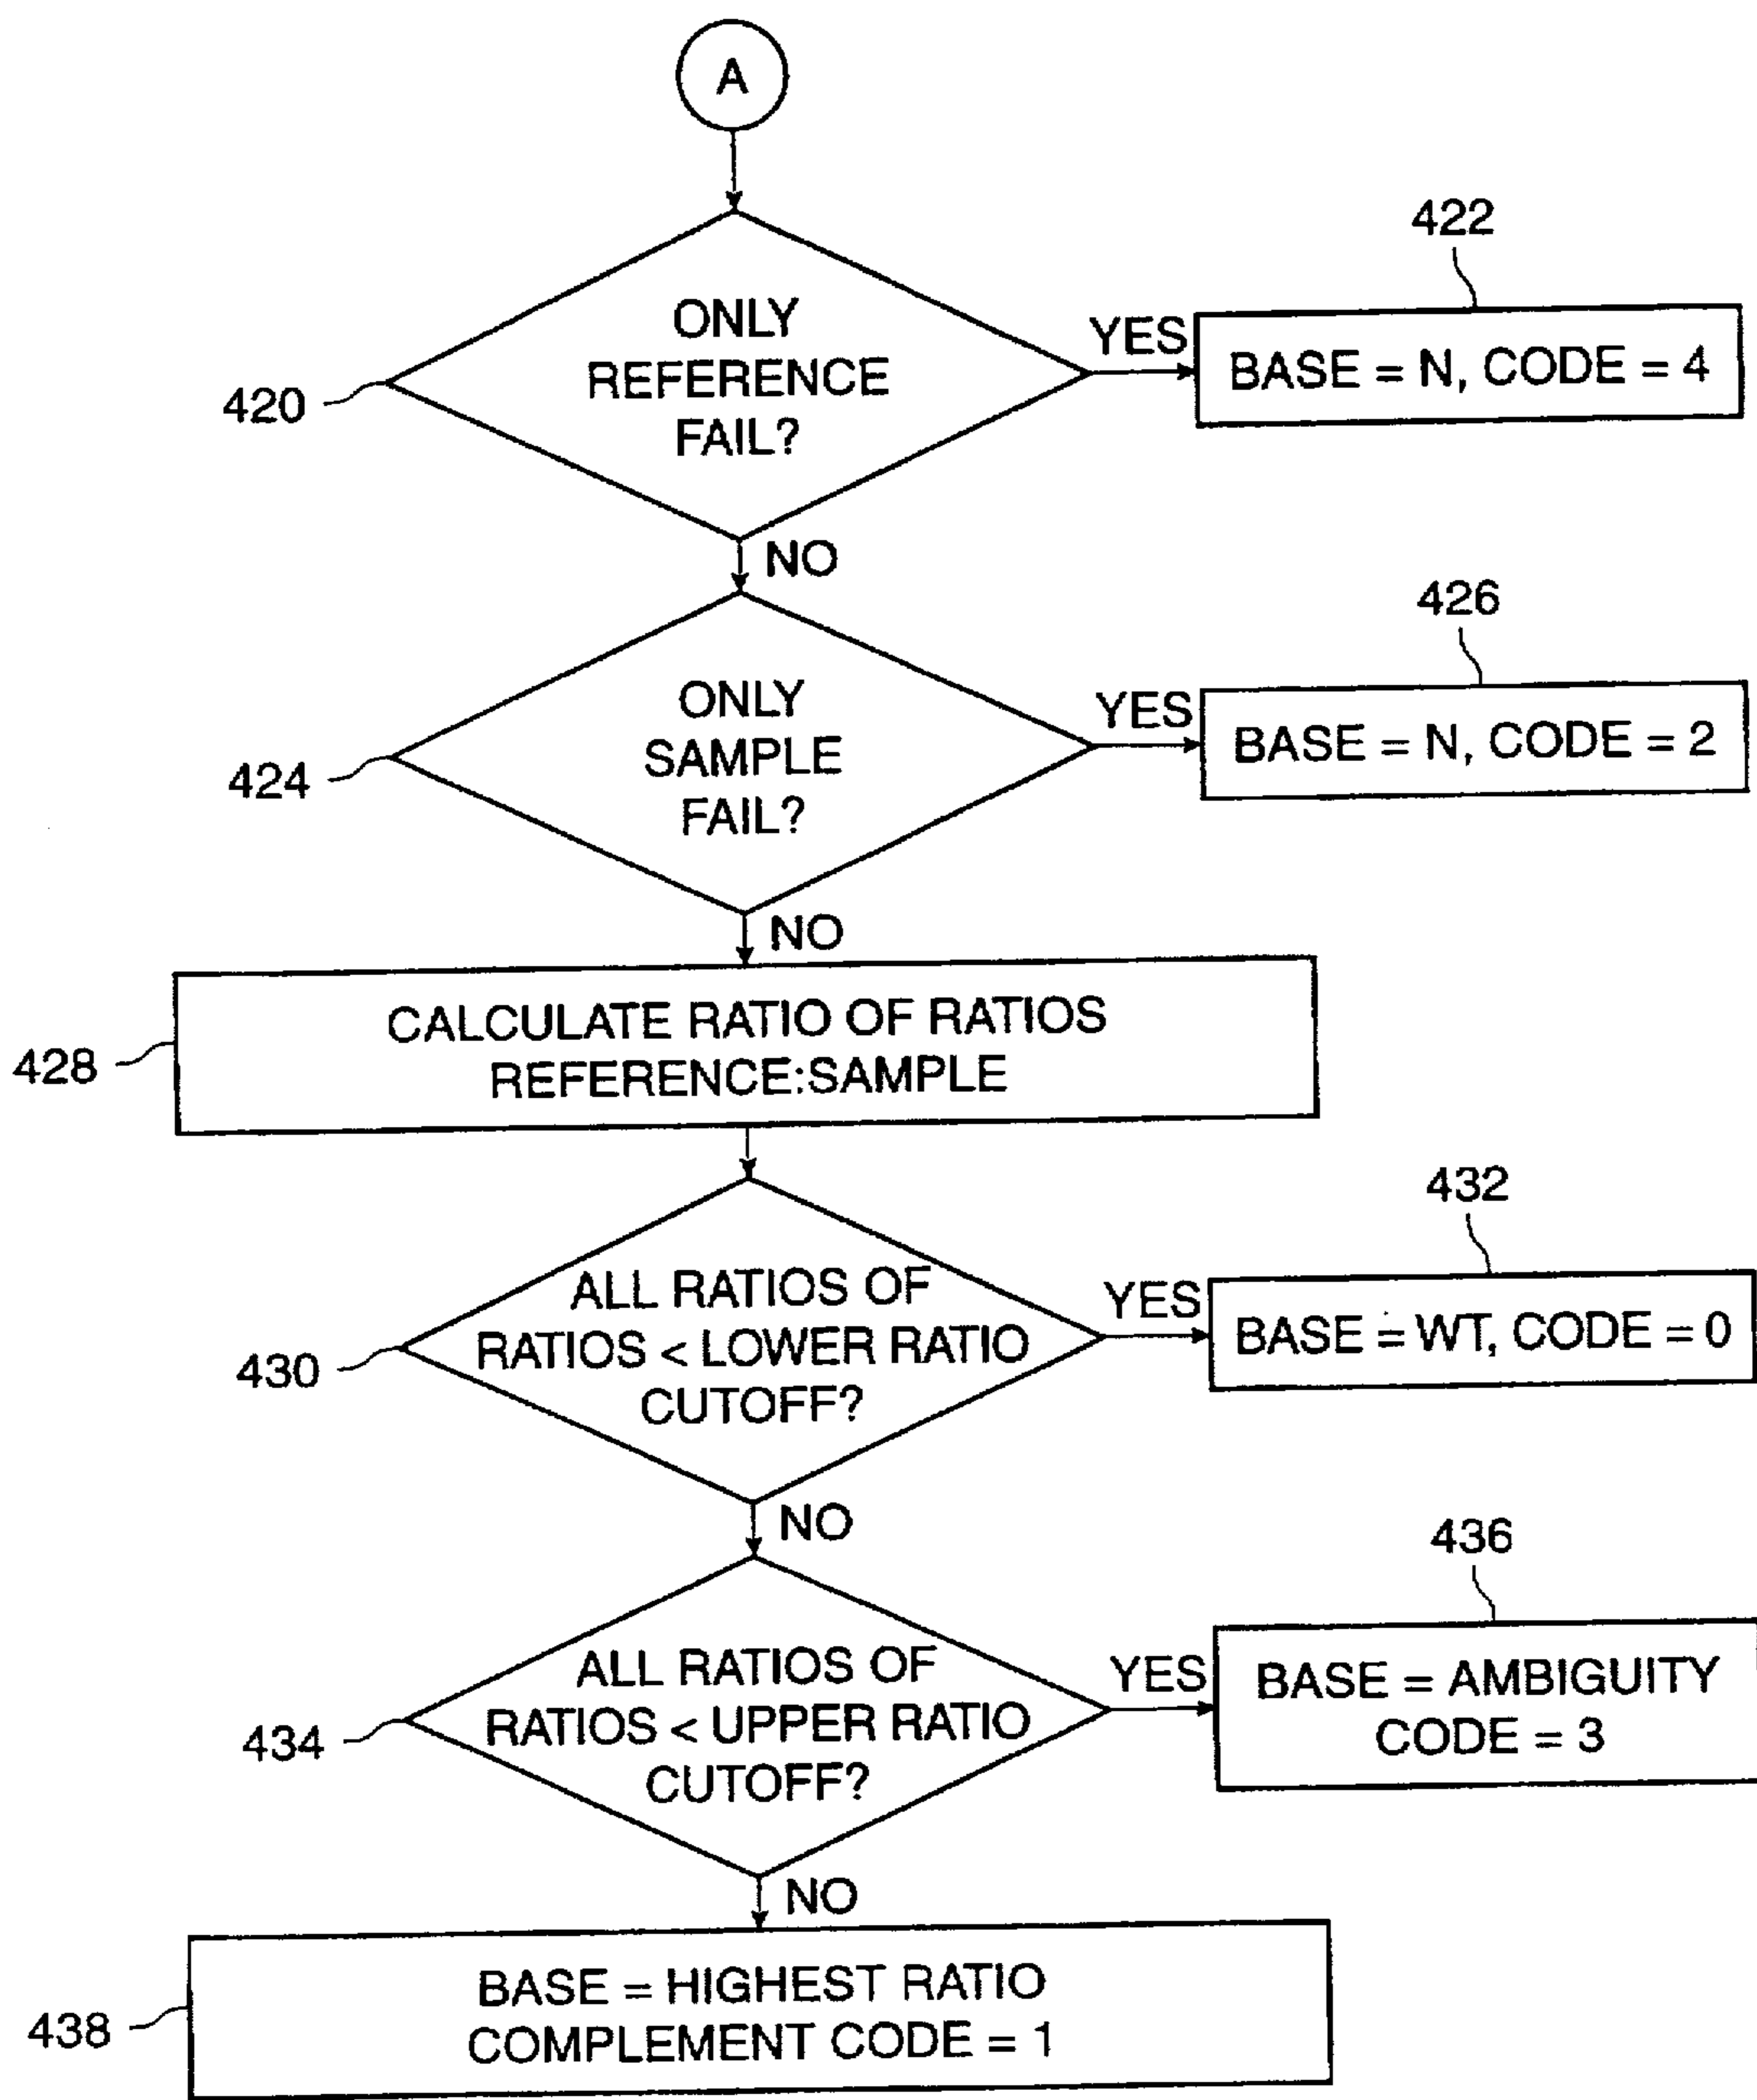 A
422
ONLY
REFERENCE
FAIL?
YES
BASE = N, CODE = 4
420
NO
426
ONLY
SAMPLE
FAIL?
YES
BASE = N, CODE = 2
424
NO
CALCULATE RATIO OF RATIOS
REFERENCE:SAMPLE
428
432
ALL RATIOS OF
RATIOS < LOWER RATIO
CUTOFF?
YES
BASE = WT, CODE = 0
430
NO
436
ALL RATIOS OF
RATIOS < UPPER RATIO
CUTOFF?
YES
BASE = AMBIGUITY
CODE = 3
434
NO
BASE = HIGHEST RATIO
COMPLEMENT CODE = 1
438